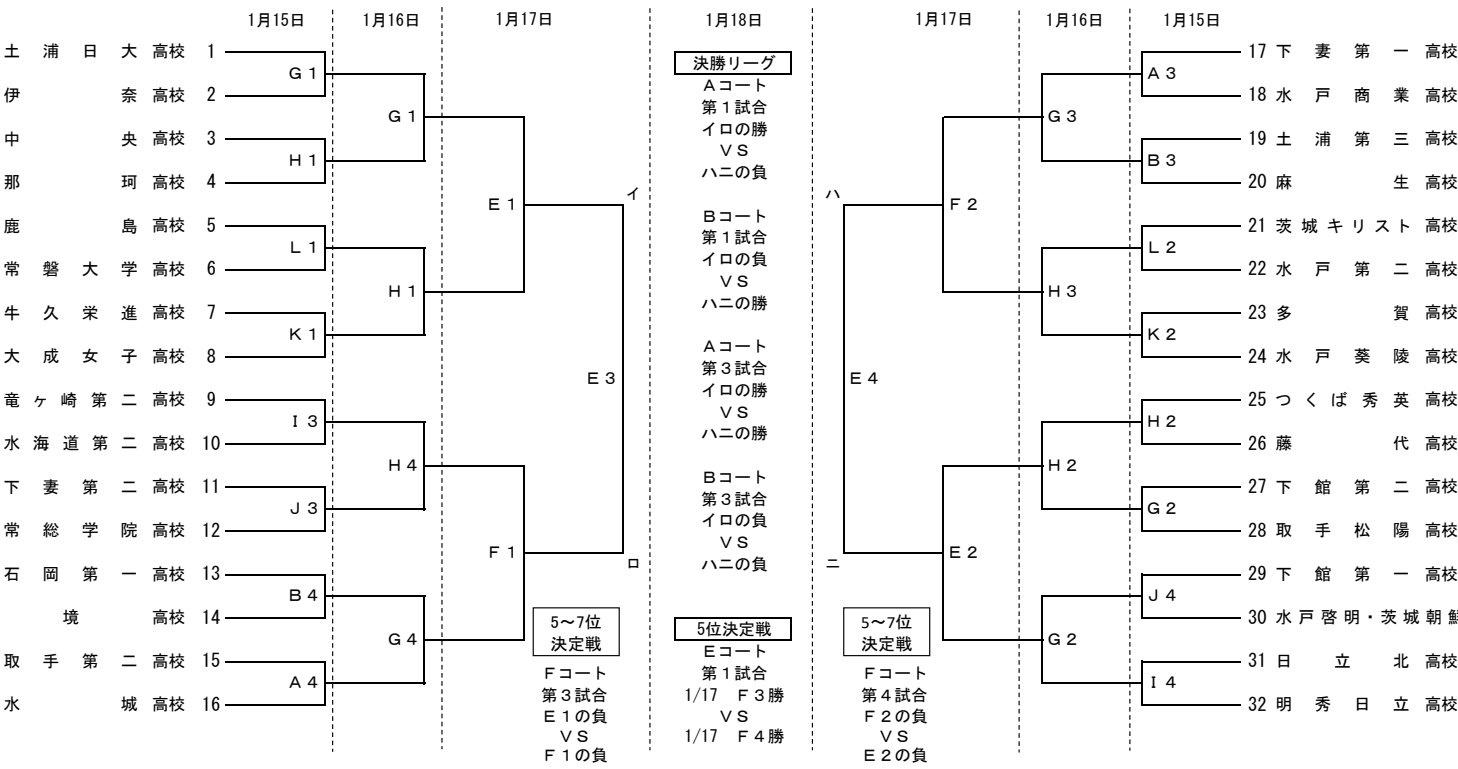 1月15日 1月16日 1月17日 1月18日 1月17日 1月16日 1月15日
土浦日大高校 1
伊奈高校 2
中央高校 3
那珂高校 4
鹿島高校 5
常磐大学高校 6
牛久栄進高校 7
大成女子高校 8
竜ヶ崎第二高校 9
水海道第二高校 10
下妻第二高校 11
常総学院高校 12
石岡第一高校 13
境高校 14
取手第二高校 15
水城高校 16
G1
H1
L1
K1
I3
J3
B4
A4
G1
H1
H4
G4
E1
F1
E3
イ
ロ
5~7位
決定戦
Fコート
第3試合
E1の負
VS
F1の負
決勝リーグ
Aコート
第1試合
イロの勝
VS
ハニの負
Bコート
第1試合
イロの負
VS
ハニの勝
Aコート
第3試合
イロの勝
VS
ハニの勝
Bコート
第3試合
イロの負
VS
ハニの負
5位決定戦
Eコート
第1試合
1/17 F3勝
VS
1/17 F4勝
ハ
ニ
E4
F2
E2
5~7位
決定戦
Fコート
第4試合
F2の負
VS
E2の負
G3
H3
H2
G2
A3
B3
L2
K2
H2
G2
J4
I4
17 下妻第一高校
18 水戸商業高校
19 土浦第三高校
20 麻生高校
21 茨城キリスト高校
22 水戸第二高校
23 多賀高校
24 水戸葵陵高校
25 つくば秀英高校
26 藤代高校
27 下館第二高校
28 取手松陽高校
29 下館第一高校
30 水戸啓明・茨城朝鮮
31 日立北高校
32 明秀日立高校